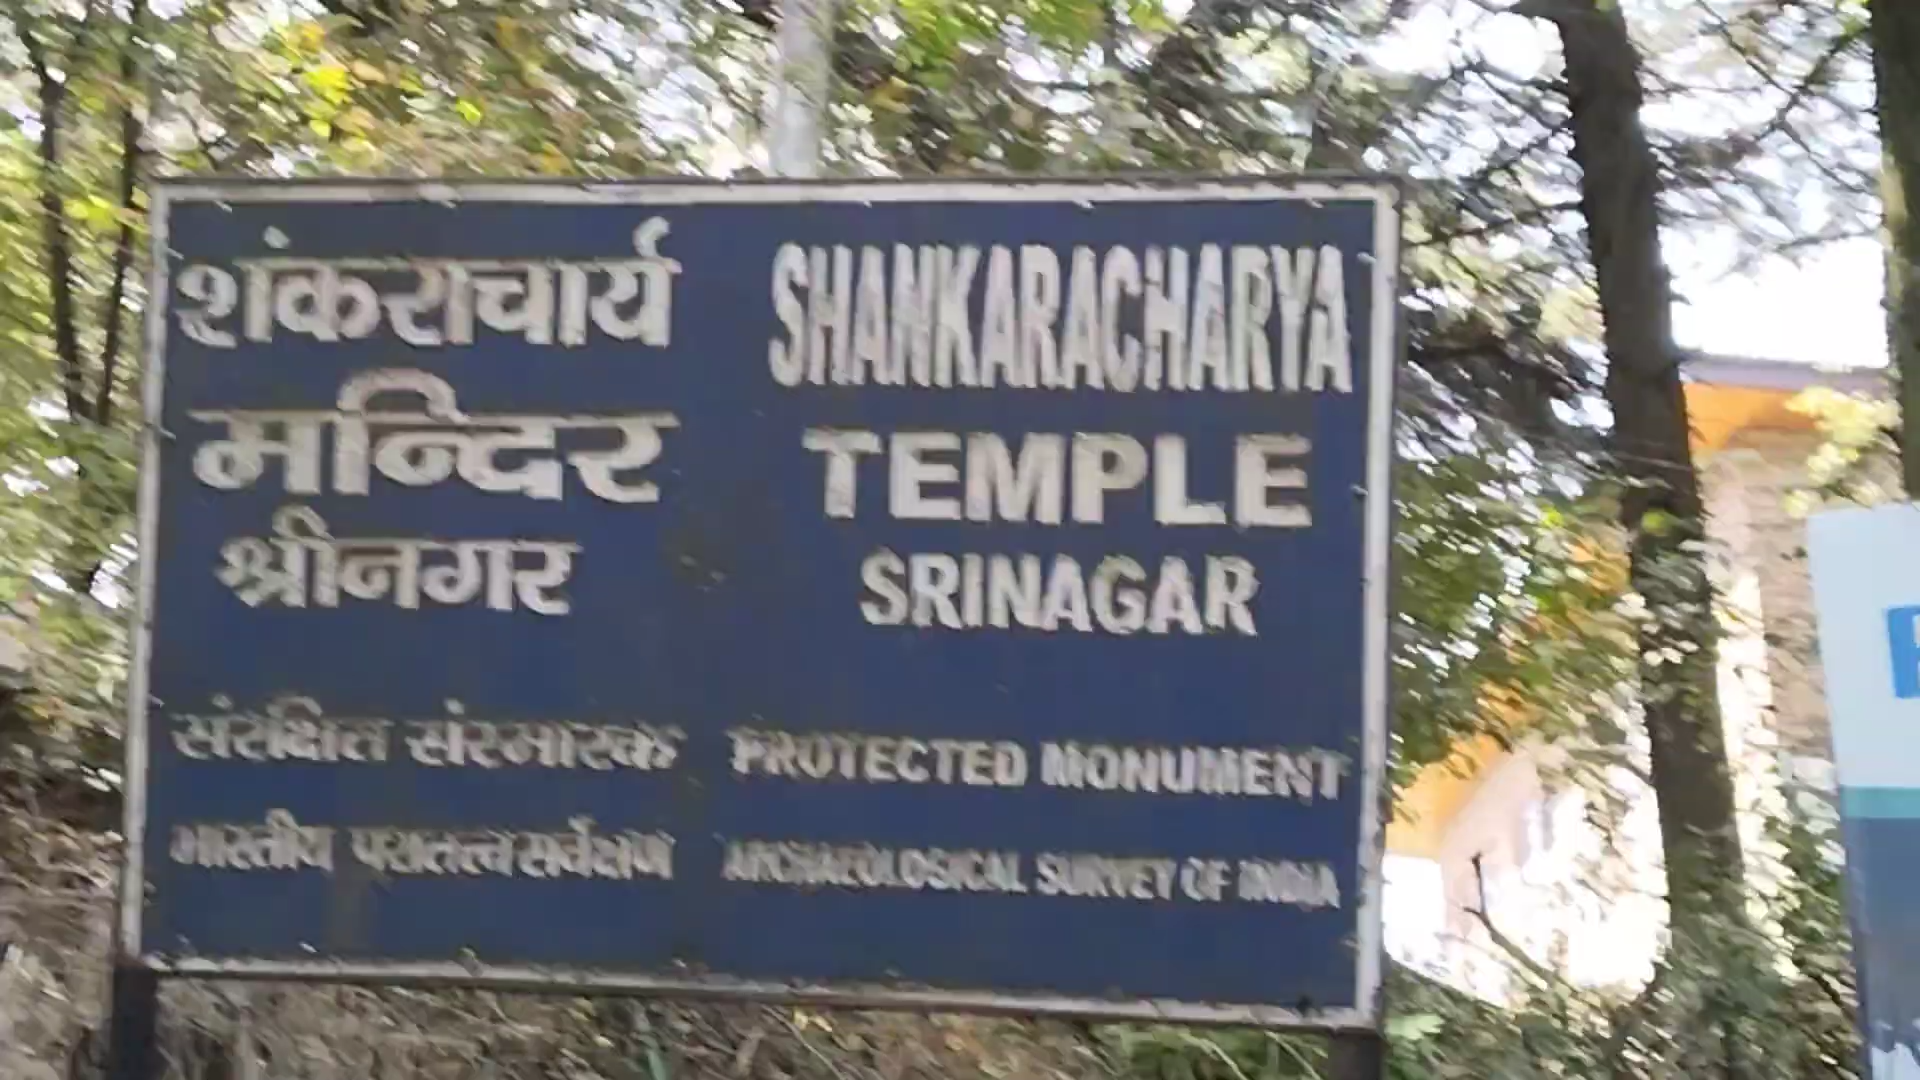 शंकराचार्य
मन्दिर
श्रीनगर
संरक्षित संस्मारक
भारतीय पुरातत्त्व सर्वेक्षण
SHANKARACHARYA
TEMPLE
SRINAGAR
PROTECTED MONUMENT
ARCHAEOLOGICAL SURVEY OF INDIA